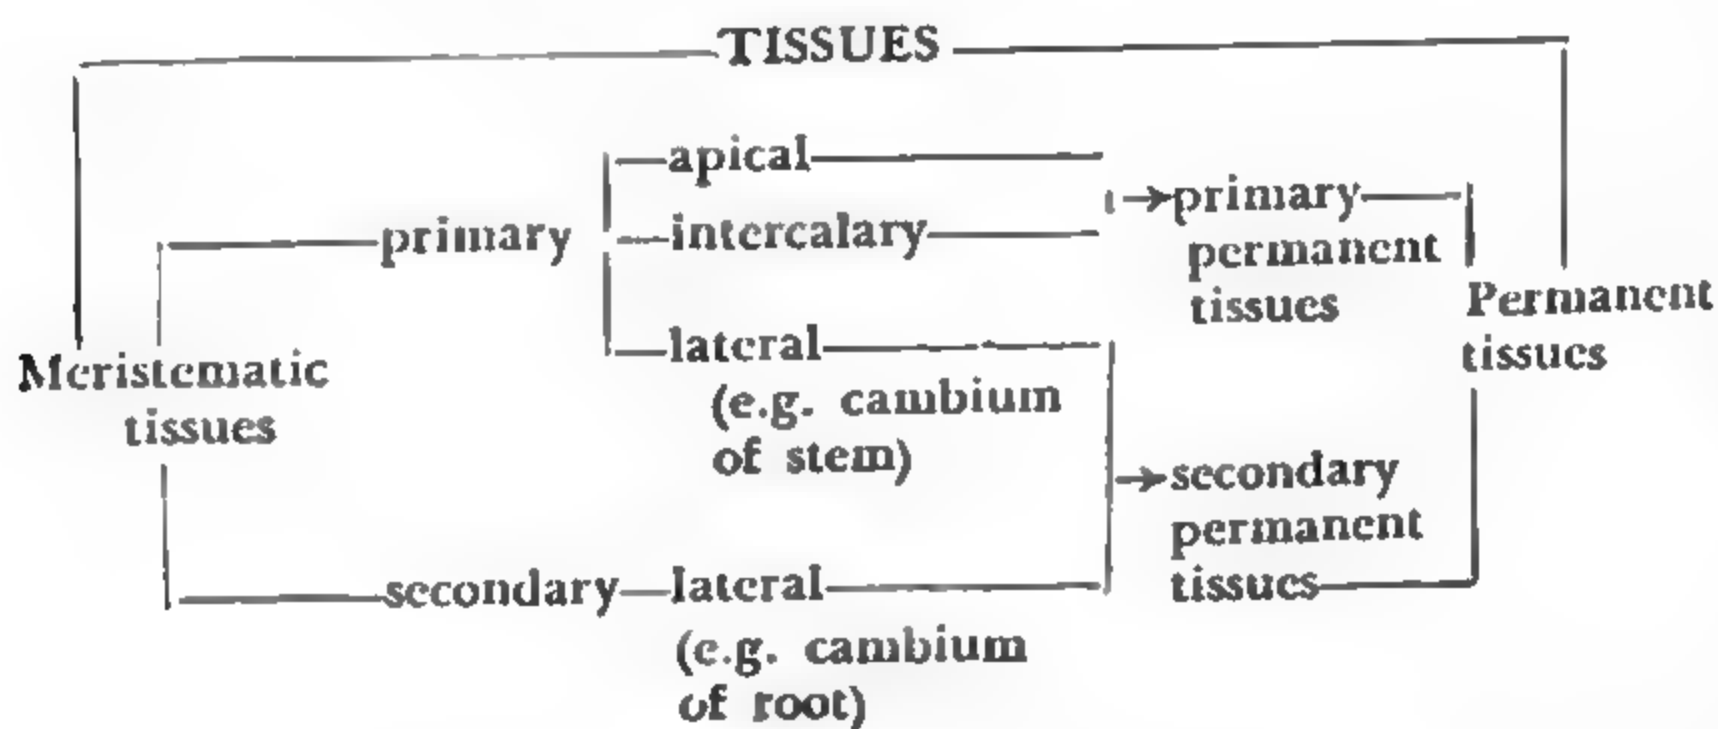 TISSUES
apical
primary
intercalary
primary
permanent
tissues
Permanent
tissues
lateral
(e.g. cambium
of stem)
Meristematic
tissues
secondary
permanent
tissues
secondary
lateral
(e.g. cambium
of root)